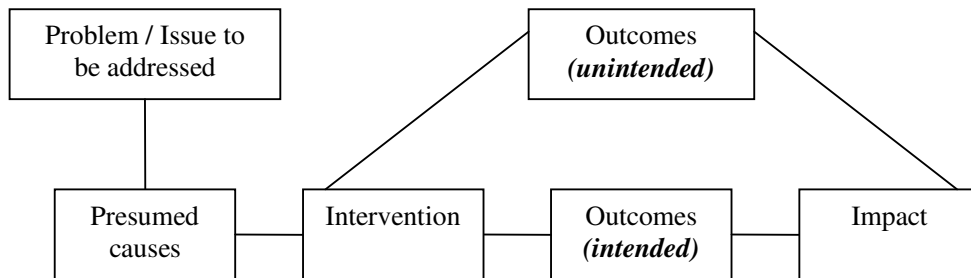 Problem / Issue to
be addressed
Outcomes
(unintended)
Presumed
causes
Intervention
Outcomes
(intended)
Impact